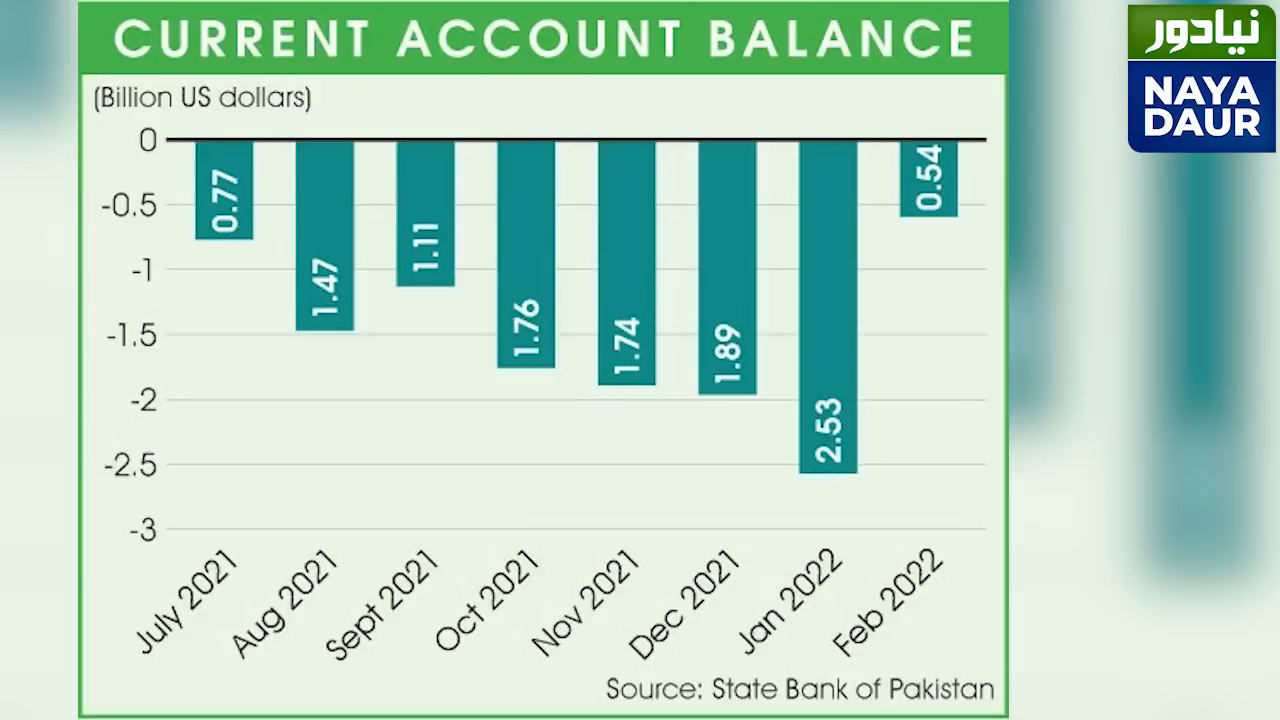 CURRENT ACCOUNT BALANCE
نیادور
NAYA
DAUR
(Billion US dollars)
0
-0.5
-1
-1.5
-2
-2.5
-3
0.77
1.47
1.11
1.76
1.74
1.89
2.53
0.54
July 2021
Aug 2021
Sept 2021
Oct 2021
Nov 2021
Dec 2021
Jan 2022
Feb 2022
Source: State Bank of Pakistan